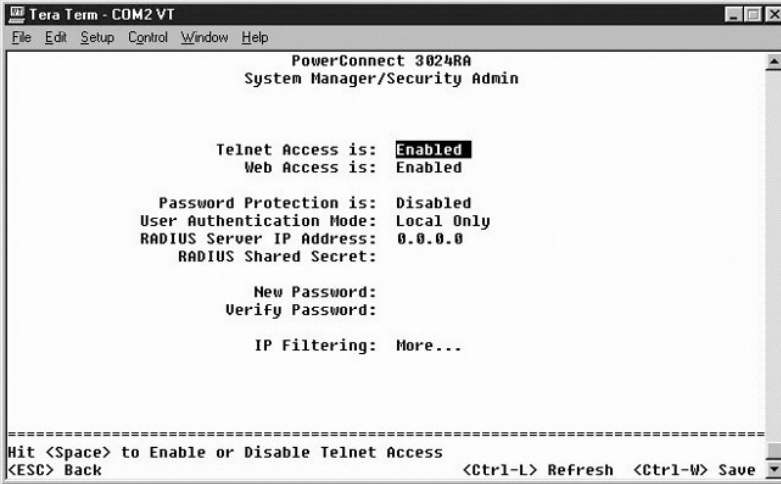 Tera Term - COM2 VT
File Edit Setup Control Window Help
PowerConnect 3024RA
System Manager/Security Admin
Telnet Access is: Enabled
Web Access is: Enabled
Password Protection is: Disabled
User Authentication Mode: Local Only
RADIUS Server IP Address: 0.0.0.0
RADIUS Shared Secret:
New Password:
Verify Password:
IP Filtering: More...
Hit <Space> to Enable or Disable Telnet Access
<ESC> Back <Ctrl-L> Refresh <Ctrl-W> Save